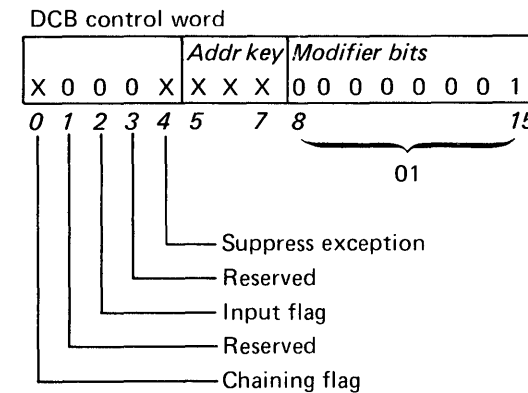 DCB control word
Addr key Modifier bits
X 0 0 0 X X X X 0 0 0 0 0 0 0 1
0 1 2 3 4 5 7 8 15
01
Suppress exception
Reserved
Input flag
Reserved
Chaining flag